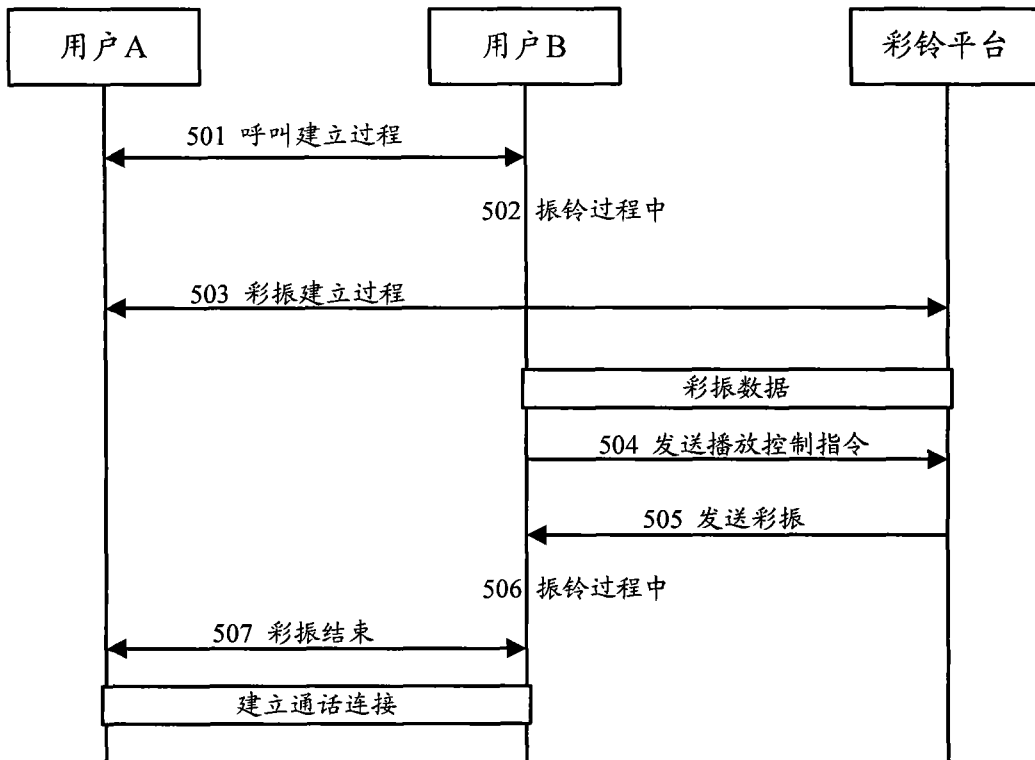 用户A
用户B
彩铃平台
501 呼叫建立过程
502 振铃过程中
503 彩振建立过程
彩振数据
504 发送播放控制指令
505 发送彩振
506 振铃过程中
507 彩振结束
建立通话连接